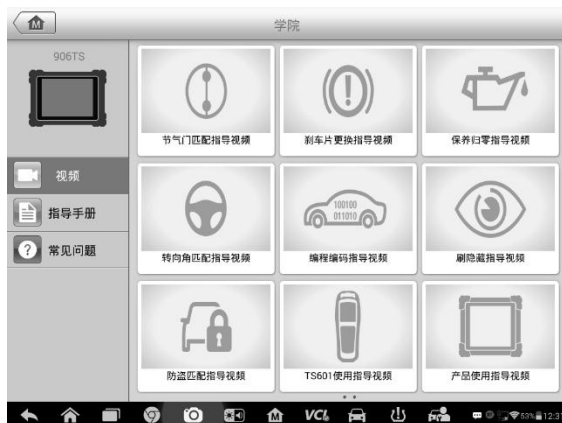 学院
906TS
视频
指导手册
常见问题
节气门匹配指导视频
刹车片更换指导视频
保养归零指导视频
100100
011010
转向角匹配指导视频
编程编码指导视频
刷隐藏指导视频
防盗匹配指导视频
TS601使用指导视频
产品使用指导视频
VCI
53%
12:31